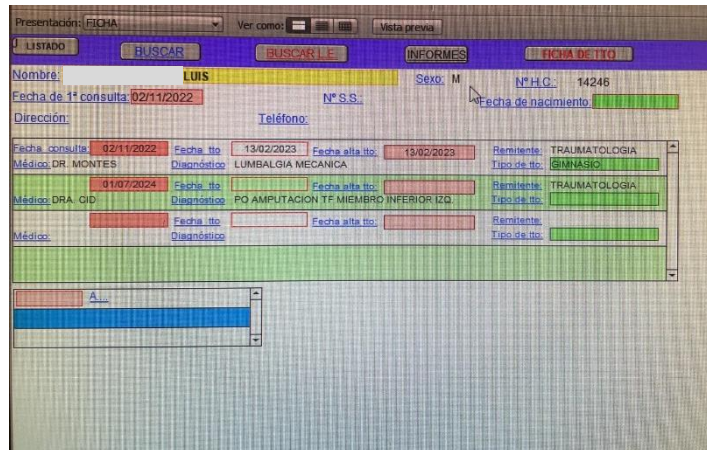 Presentación: FICHA Ver como: Vista previa
LISTADO BUSCAR BUSCAR L.E. INFORMES FICHA DE TTO
Nombre: LUIS Sexo: M Nº H.C.: 14246
Fecha de 1ª consulta: 02/11/2022 Nº S.S.: Fecha de nacimiento:
Dirección: Teléfono:
Fecha consulta: 02/11/2022 Fecha tto 13/02/2023 Fecha alta tto: 13/02/2023 Remitente: TRAUMATOLOGIA
Médico: DR. MONTES Diagnóstico LUMBALGIA MECANICA Tipo de tto: GIMNASIO
01/07/2024 Fecha tto Fecha alta tto: Remitente: TRAUMATOLOGIA
Médico: DRA. CID Diagnóstico PO AMPUTACION TF MIEMBRO INFERIOR IZQ. Tipo de tto:
Fecha tto Fecha alta tto: Remitente:
Médico: Diagnóstico Tipo de tto:
A...